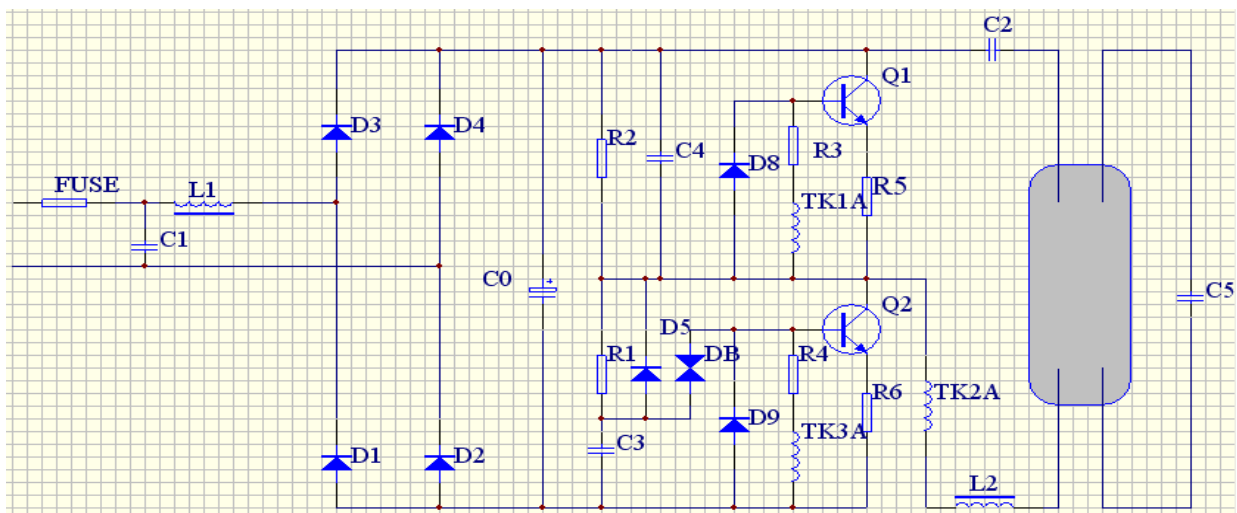 C2
Q1
D3
D4
R2
C4
R3
D8
FUSE
L1
R5
TK1A
C1
C0
+
C5
Q2
D5
R1
DB
R4
R6
TK2A
D9
TK3A
C3
D1
D2
L2